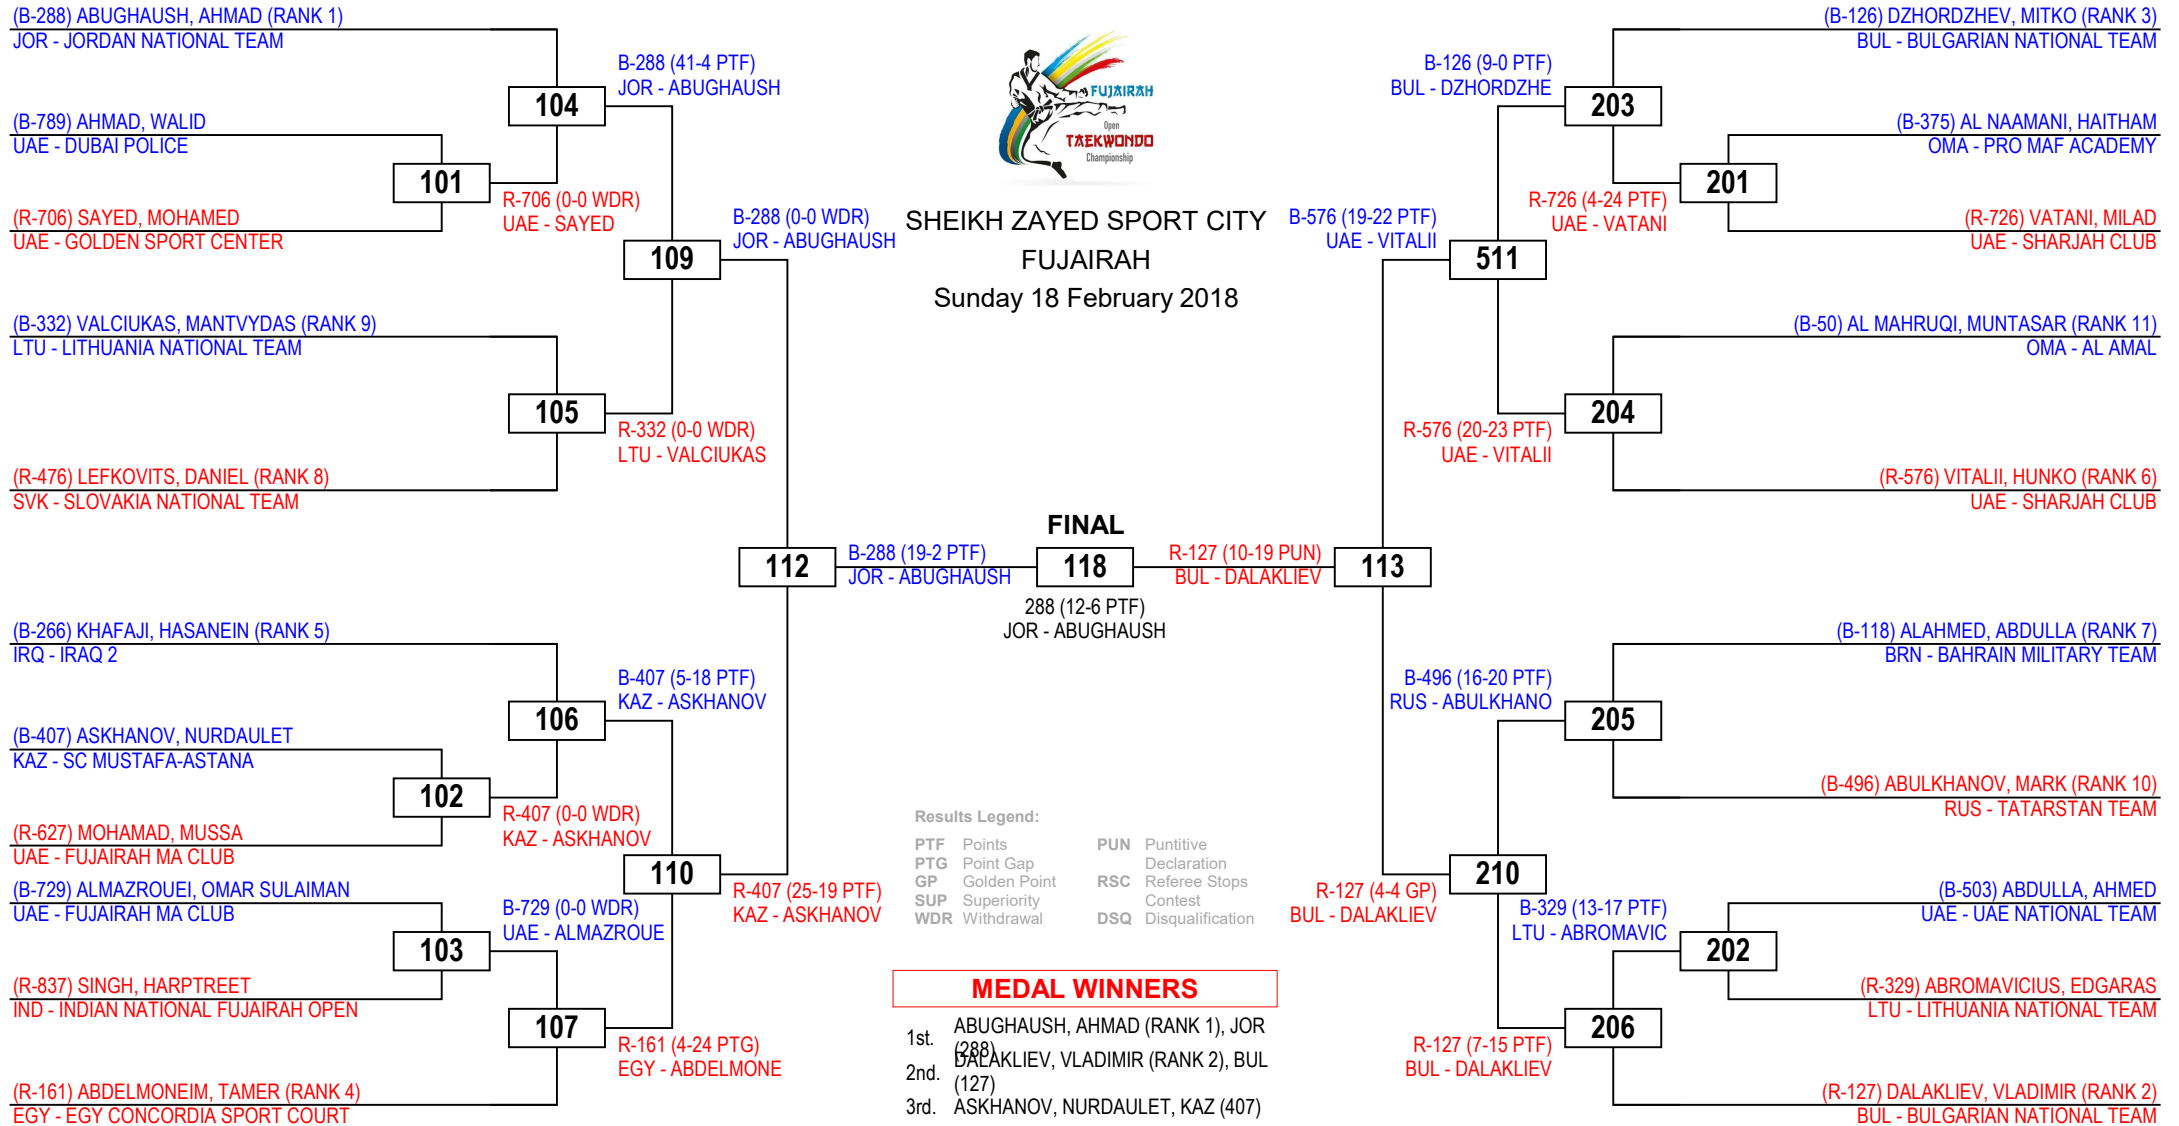 (B-288) ABUGHAUSH, AHMAD (RANK 1)
JOR - JORDAN NATIONAL TEAM
B-288 (41-4 PTF)
JOR - ABUGHAUSH
104
(B-789) AHMAD, WALID
UAE - DUBAI POLICE
101
R-706 (0-0 WDR)
UAE - SAYED
(R-706) SAYED, MOHAMED
UAE - GOLDEN SPORT CENTER
B-288 (0-0 WDR)
JOR - ABUGHAUSH
109
(B-332) VALCIUKAS, MANTVYDAS (RANK 9)
LTU - LITHUANIA NATIONAL TEAM
105
R-332 (0-0 WDR)
LTU - VALCIUKAS
(R-476) LEFKOVITS, DANIEL (RANK 8)
SVK - SLOVAKIA NATIONAL TEAM
112
B-288 (19-2 PTF)
JOR - ABUGHAUSH
(B-266) KHAFAJI, HASANEIN (RANK 5)
IRQ - IRAQ 2
B-407 (5-18 PTF)
KAZ - ASKHANOV
106
(B-407) ASKHANOV, NURDAULET
KAZ - SC MUSTAFA-ASTANA
102
R-407 (0-0 WDR)
KAZ - ASKHANOV
(R-627) MOHAMAD, MUSSA
UAE - FUJAIRAH MA CLUB
110
R-407 (25-19 PTF)
KAZ - ASKHANOV
(B-729) ALMAZROUEI, OMAR SULAIMAN
UAE - FUJAIRAH MA CLUB
B-729 (0-0 WDR)
UAE - ALMAZROUE
103
(R-837) SINGH, HARPTREET
IND - INDIAN NATIONAL FUJAIRAH OPEN
107
R-161 (4-24 PTG)
EGY - ABDELMONE
(R-161) ABDELMONEIM, TAMER (RANK 4)
EGY - EGY CONCORDIA SPORT COURT
FUJAIRAH
Open
TAEKWONDO
Championship
SHEIKH ZAYED SPORT CITY
FUJAIRAH
Sunday 18 February 2018
FINAL
118
288 (12-6 PTF)
JOR - ABUGHAUSH
Results Legend:
PTF Points
PTG Point Gap
GP Golden Point
SUP Superiority
WDR Withdrawal
PUN Puntitive
Declaration
RSC Referee Stops
Contest
DSQ Disqualification
MEDAL WINNERS
1st. ABUGHAUSH, AHMAD (RANK 1), JOR
(288)
2nd. DALAKLIEV, VLADIMIR (RANK 2), BUL
(127)
3rd. ASKHANOV, NURDAULET, KAZ (407)
(B-126) DZHORDZHEV, MITKO (RANK 3)
BUL - BULGARIAN NATIONAL TEAM
B-126 (9-0 PTF)
BUL - DZHORDZHE
203
(B-375) AL NAAMANI, HAITHAM
OMA - PRO MAF ACADEMY
201
R-726 (4-24 PTF)
UAE - VATANI
(R-726) VATANI, MILAD
UAE - SHARJAH CLUB
B-576 (19-22 PTF)
UAE - VITALII
511
(B-50) AL MAHRUQI, MUNTASAR (RANK 11)
OMA - AL AMAL
204
R-576 (20-23 PTF)
UAE - VITALII
(R-576) VITALII, HUNKO (RANK 6)
UAE - SHARJAH CLUB
R-127 (10-19 PUN)
BUL - DALAKLIEV
113
(B-118) ALAHMED, ABDULLA (RANK 7)
BRN - BAHRAIN MILITARY TEAM
B-496 (16-20 PTF)
RUS - ABULKHANO
205
(B-496) ABULKHANOV, MARK (RANK 10)
RUS - TATARSTAN TEAM
210
R-127 (4-4 GP)
BUL - DALAKLIEV
(B-503) ABDULLA, AHMED
UAE - UAE NATIONAL TEAM
B-329 (13-17 PTF)
LTU - ABROMAVIC
202
(R-329) ABROMAVICIUS, EDGARAS
LTU - LITHUANIA NATIONAL TEAM
206
R-127 (7-15 PTF)
BUL - DALAKLIEV
(R-127) DALAKLIEV, VLADIMIR (RANK 2)
BUL - BULGARIAN NATIONAL TEAM